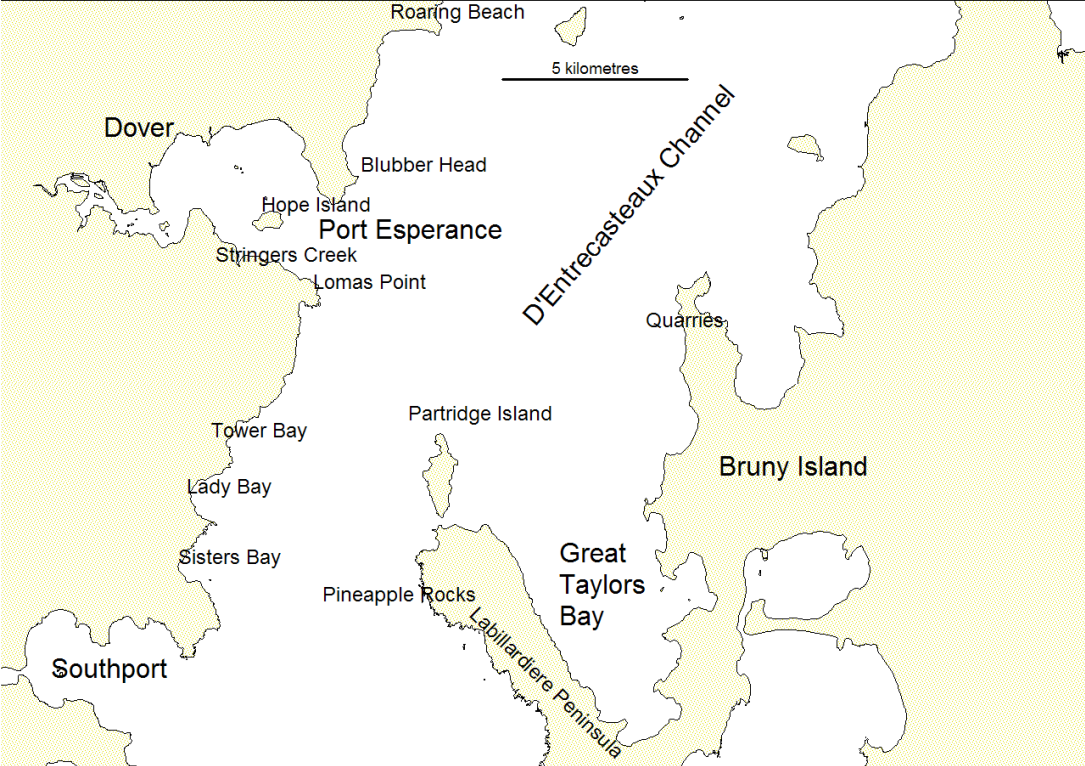 Roaring Beach
5 kilometres
D'Entrecasteaux Channel
Dover
Blubber Head
Hope Island
Port Esperance
Stringers Creek
Lomas Point
Quarries
Partridge Island
Tower Bay
Bruny Island
Lady Bay
Great
Taylors
Bay
Sisters Bay
Pineapple Rocks
Labillardiere Peninsula
Southport